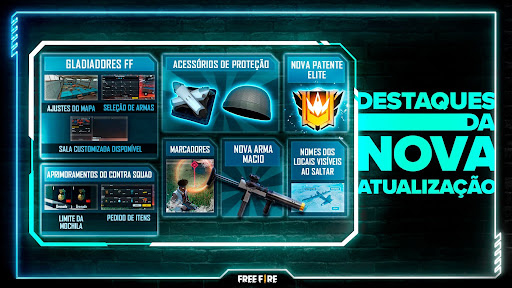 GLADIADORES FF
AJUSTES DO MAPA
SELEÇÃO DE ARMAS
SALA CUSTOMIZADA DISPONÍVEL
APRIMORAMENTOS DO CONTRA SQUAD
LIMITE DA
MOCHILA
PEDIDO DE ITENS
ACESSÓRIOS DE PROTEÇÃO
NOVA PATENTE
ELITE
MARCADORES
NOVA ARMA
MAC10
NOMES DOS
LOCAIS VISÍVEIS
AO SALTAR
DESTAQUES
DA
NOVA
ATUALIZAÇÃO
FREE FIRE